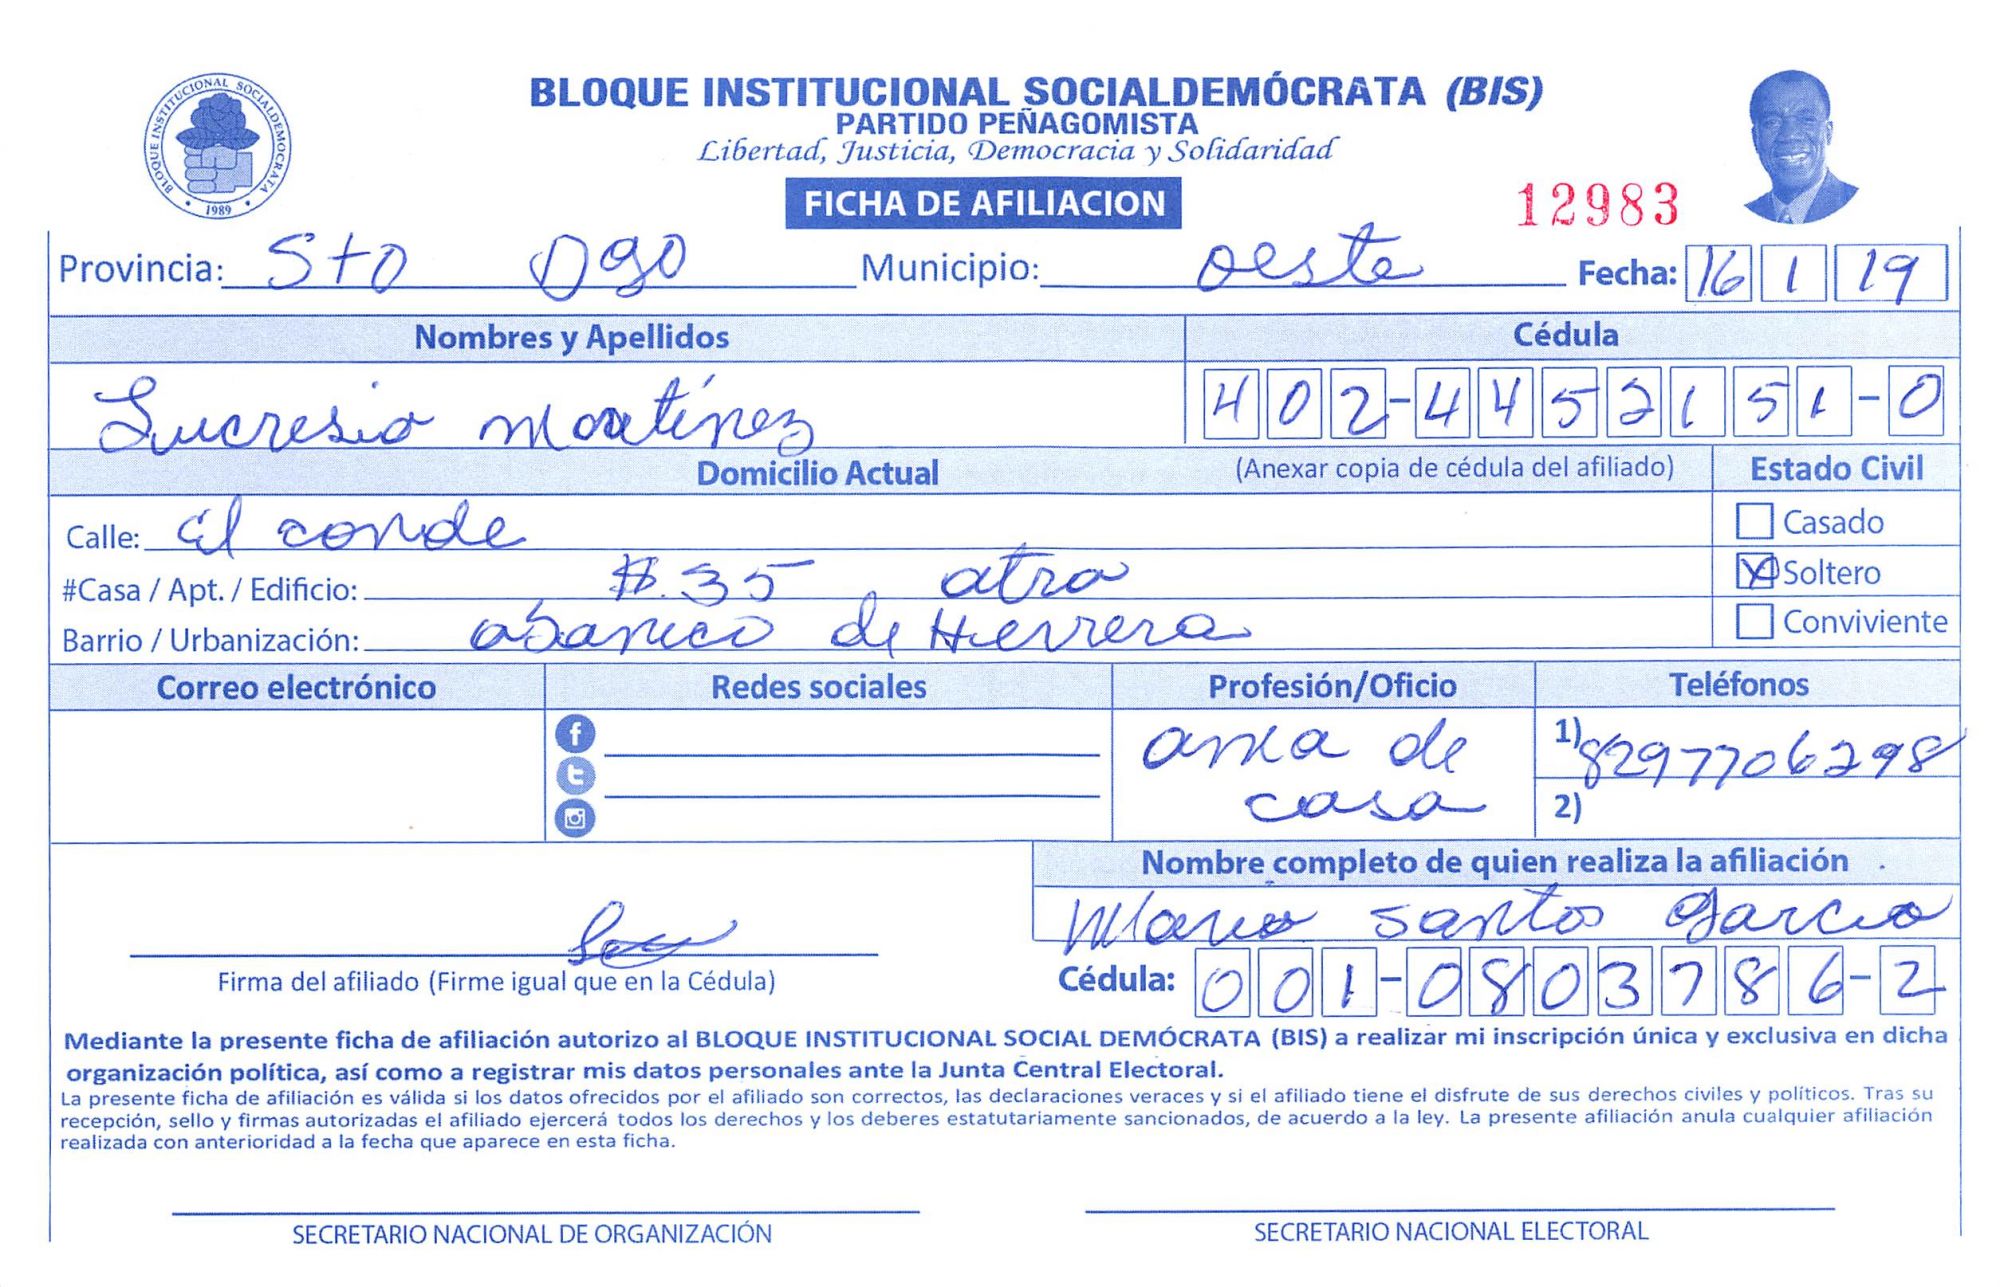 BLOQUE INSTITUCIONAL SOCIALDEMÓCRATA (BIS)
PARTIDO PEÑAGOMISTA
Libertad, Justicia, Democracia y Solidaridad
BLOQUE INSTITUCIONAL SOCIALDEMOCRATA
• 1989 •
FICHA DE AFILIACION
12983
Provincia: Sto Dgo Municipio: oeste Fecha: 16 1 19
Nombres y Apellidos Cédula
Lucresia martínez 402-4453151-0
Domicilio Actual (Anexar copia de cédula del afiliado) Estado Civil
Calle: El conde Casado
#Casa / Apt. / Edificio: #.35 atra Soltero
Barrio / Urbanización: abanico de Herrera Conviviente
Correo electrónico Redes sociales Profesión/Oficio Teléfonos
ama de 1) 8297706298
casa 2)
Nombre completo de quien realiza la afiliación
Mario santos garcia
Firma del afiliado (Firme igual que en la Cédula) Cédula: 001-0803786-2
Mediante la presente ficha de afiliación autorizo al BLOQUE INSTITUCIONAL SOCIAL DEMÓCRATA (BIS) a realizar mi inscripción única y exclusiva en dicha
organización política, así como a registrar mis datos personales ante la Junta Central Electoral.
La presente ficha de afiliación es válida si los datos ofrecidos por el afiliado son correctos, las declaraciones veraces y si el afiliado tiene el disfrute de sus derechos civiles y políticos. Tras su
recepción, sello y firmas autorizadas el afiliado ejercerá todos los derechos y los deberes estatutariamente sancionados, de acuerdo a la ley. La presente afiliación anula cualquier afiliación
realizada con anterioridad a la fecha que aparece en esta ficha.
SECRETARIO NACIONAL DE ORGANIZACIÓN SECRETARIO NACIONAL ELECTORAL